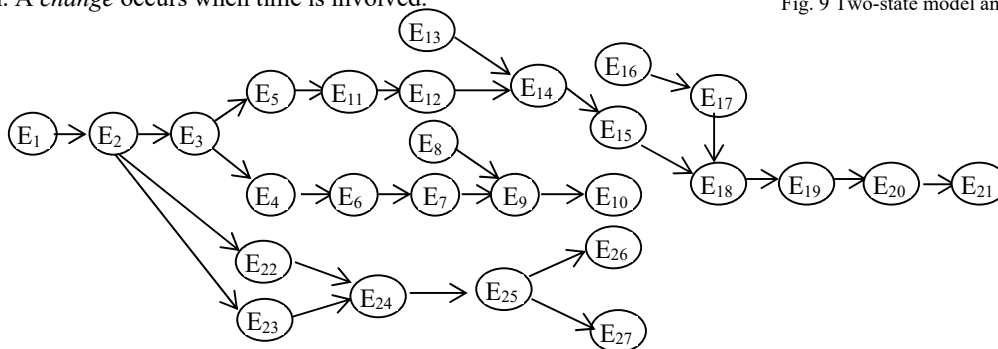 . A change occurs when time is involved.
Fig. 9 Two-state model an
E13
E16
E5 E11 E12 E14 E17
E1 E2 E3 E8 E15
E4 E6 E7 E9 E10 E18 E19 E20 E21
E22 E26
E24 E25
E23 E27